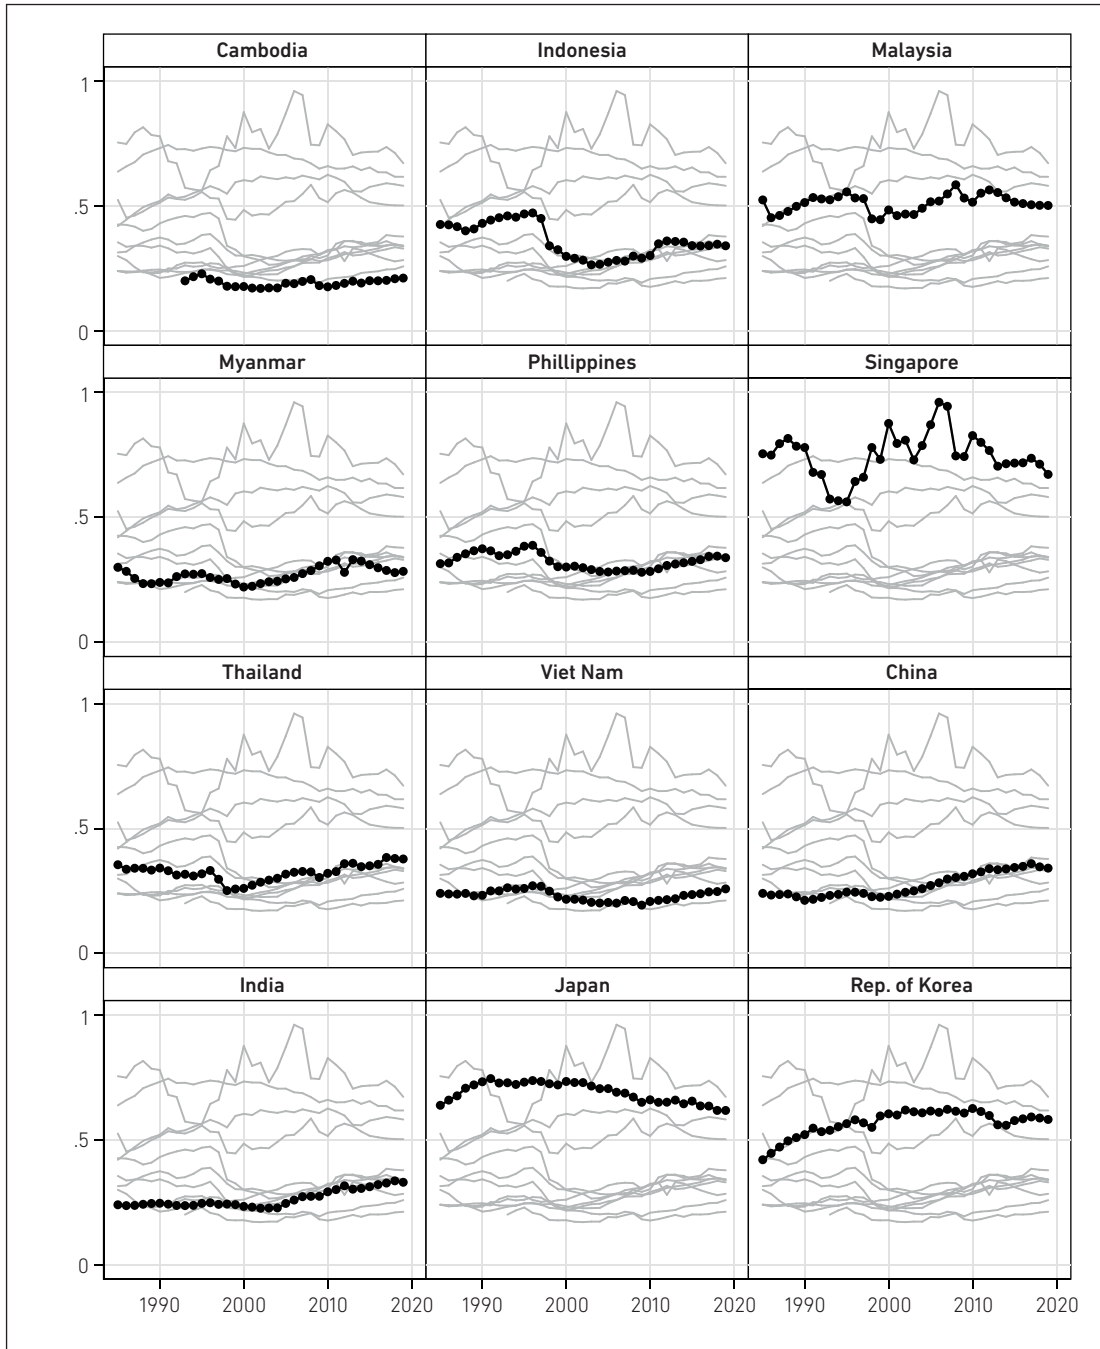 Cambodia Indonesia Malaysia
1
.5
0
Myanmar Phillippines Singapore
1
.5
0
Thailand Viet Nam China
1
.5
0
India Japan Rep. of Korea
1
.5
0
1990 2000 2010 2020 1990 2000 2010 2020 1990 2000 2010 2020